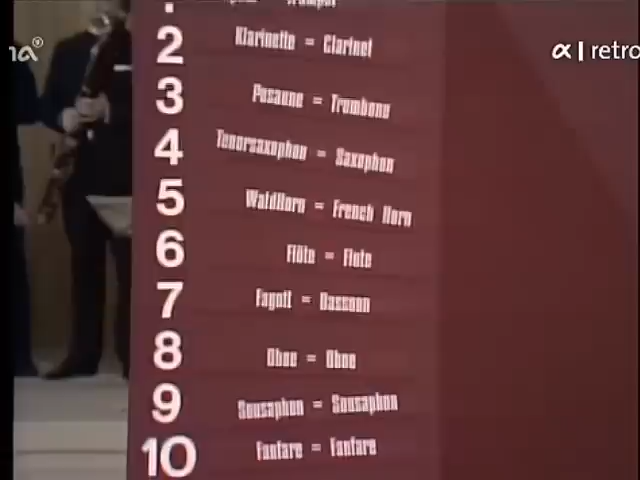 α | retro
2 Klarinette = Clarinet
3 Posaune = Trombone
4 Tenorsaxophon = Saxophon
5 Waldhorn = French Horn
6 Flöte = Flute
7 Fagott = Bassoon
8 Oboe = Oboe
9 Sousaphon = Sousaphon
10 Fanfare = Fanfare